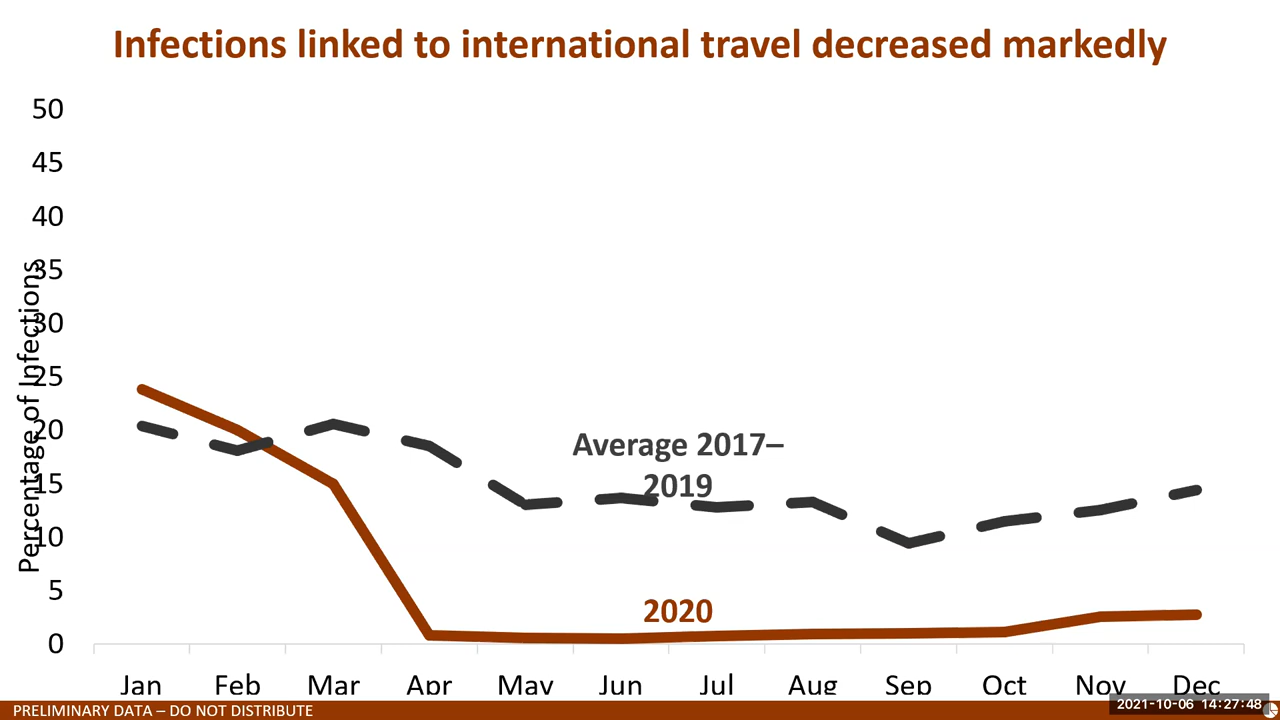 Infections linked to international travel decreased markedly
50
45
40
35
30
25
20
15
10
5
0
Percentage of Infections
Average 2017–
2019
2020
Jan Feb Mar Apr May Jun Jul Aug Sep Oct Nov Dec
PRELIMINARY DATA – DO NOT DISTRIBUTE
2021-10-06 14:27:48